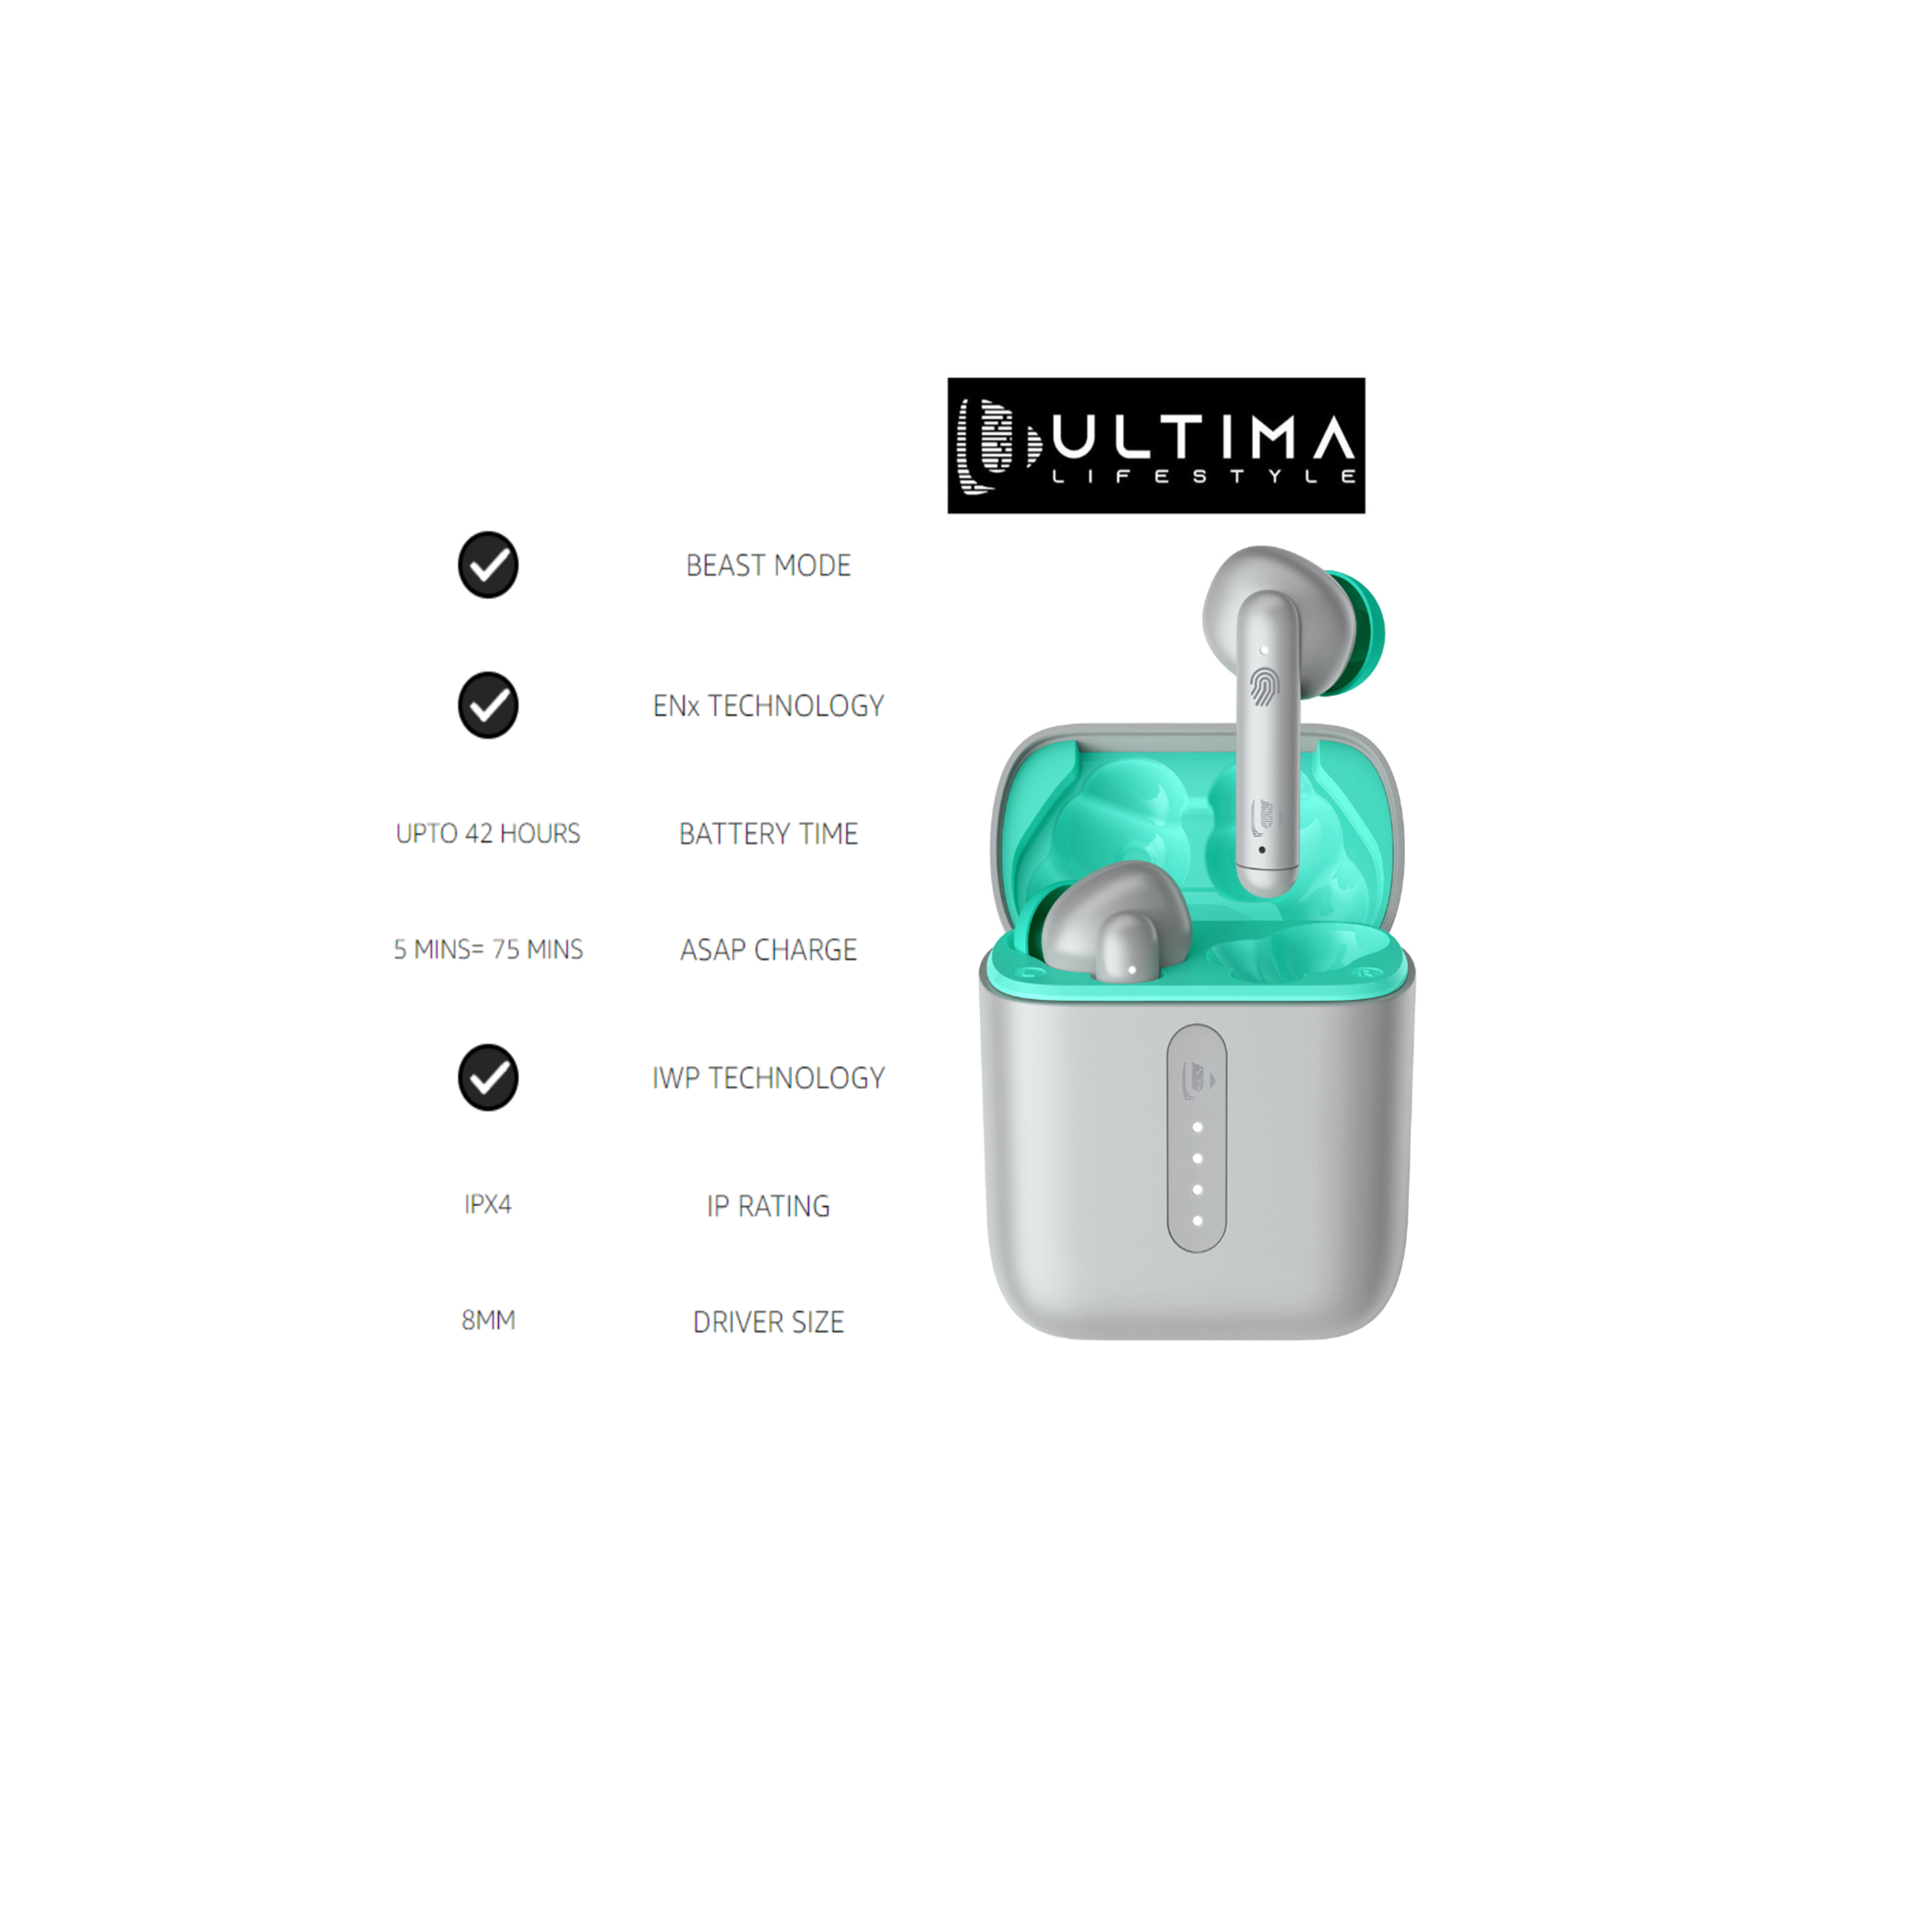 ULTIMA
LIFESTYLE
BEAST MODE
ENx TECHNOLOGY
UPTO 42 HOURS BATTERY TIME
5 MINS= 75 MINS ASAP CHARGE
IWP TECHNOLOGY
IPX4 IP RATING
8MM DRIVER SIZE